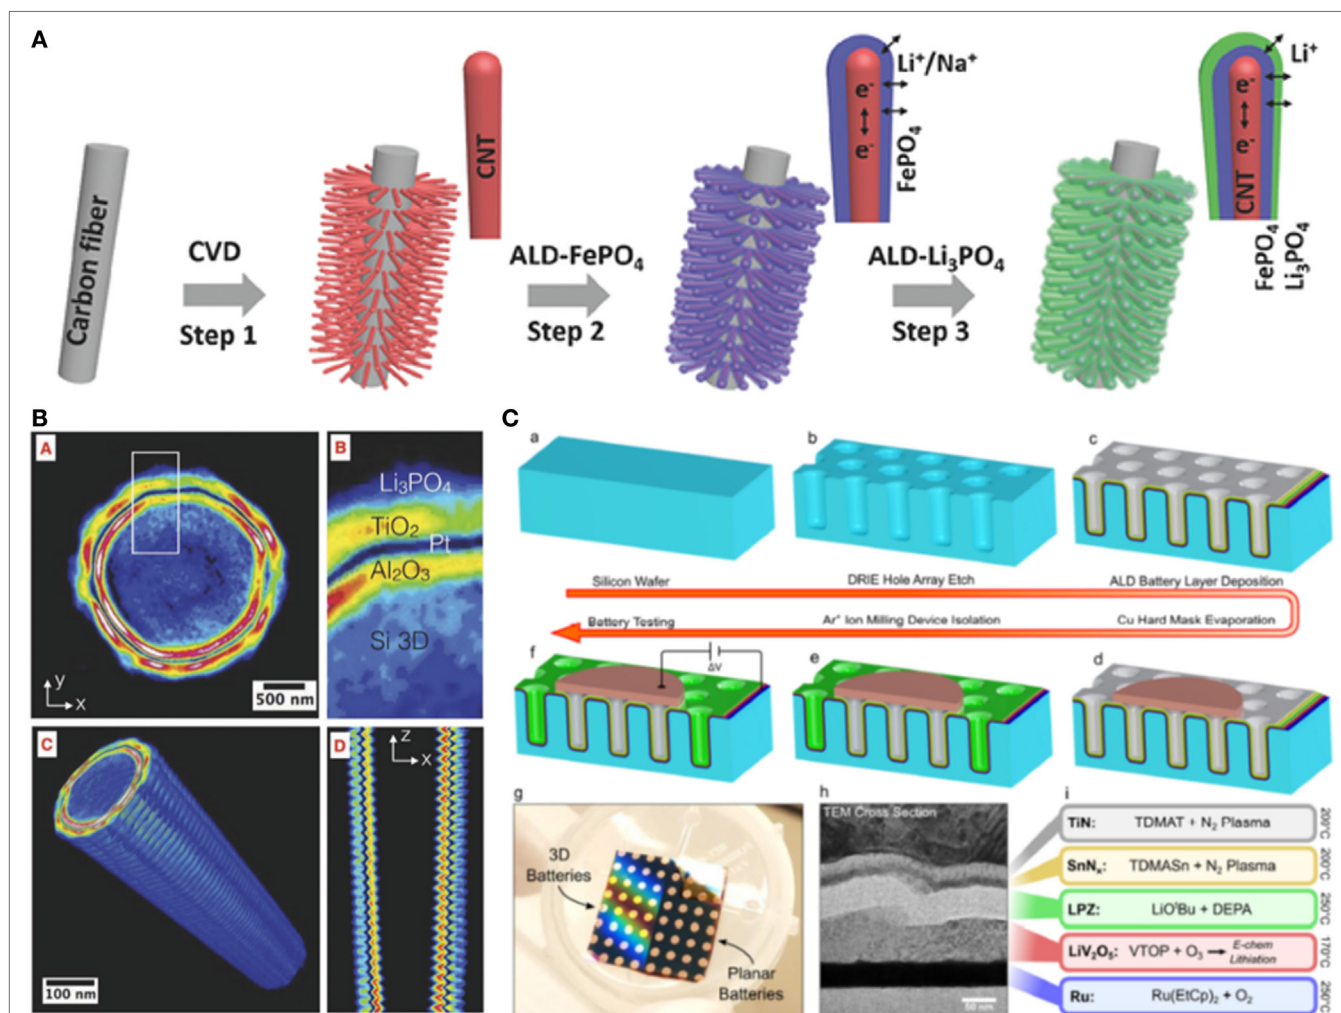 A
Carbon fiber
CVD
Step 1
CNT
ALD-FePO₄
Step 2
Li⁺/Na⁺
e⁻
e⁻
FePO₄
ALD-Li₃PO₄
Step 3
Li⁺
e⁻
e⁻
CNT
FePO₄
Li₃PO₄
B
A
y
x
500 nm
B
Li₃PO₄
TiO₂
Pt
Al₂O₃
Si 3D
C
100 nm
D
z
x
C
a
b
c
Silicon Wafer
DRIE Hole Array Etch
ALD Battery Layer Deposition
Battery Testing
Ar⁺ Ion Milling Device Isolation
Cu Hard Mask Evaporation
f
ΔV
e
d
g
3D
Batteries
Planar
Batteries
h
TEM Cross Section
50 nm
i
TiN: TDMAT + N₂ Plasma
200°C
SnNₓ: TDMASn + N₂ Plasma
200°C
LPZ: LiOᵗBu + DEPA
250°C
LiV₂O₅: VTOP + O₃ → E-chem
Lithiation
170°C
Ru: Ru(EtCp)₂ + O₂
250°C